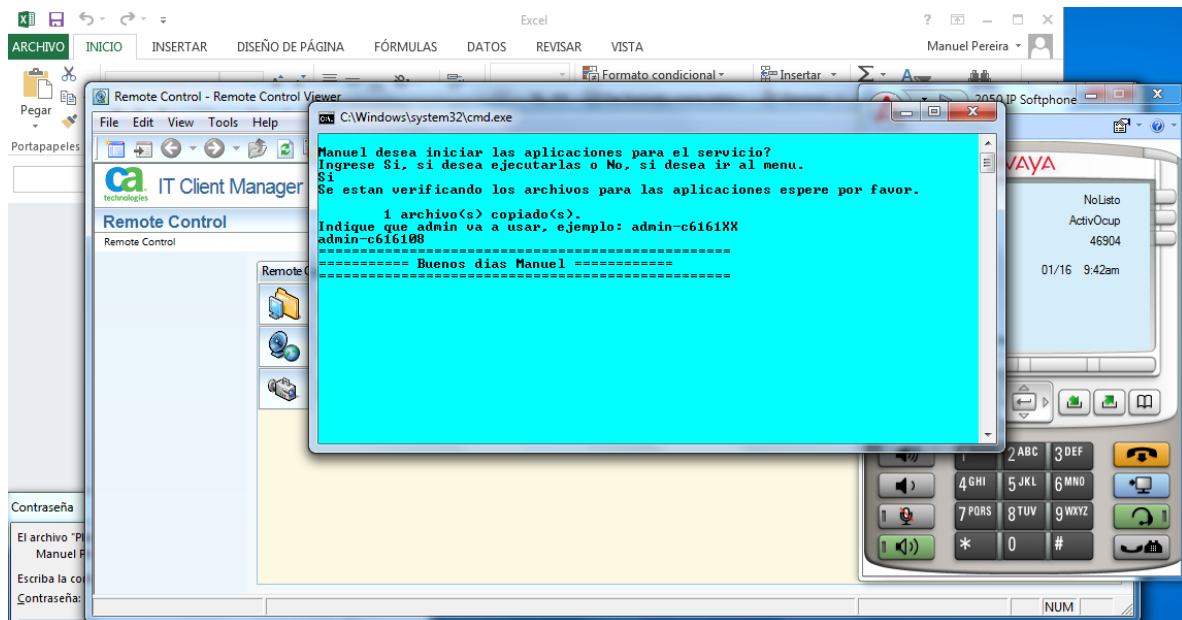 Excel
ARCHIVO INICIO INSERTAR DISEÑO DE PÁGINA FÓRMULAS DATOS REVISAR VISTA Manuel Pereira
Formato condicional Insertar
Pegar
Portapapeles
Remote Control - Remote Control Viewer
File Edit View Tools Help
ca
technologies
IT Client Manager
Remote Control
Remote Control
Remote
C:\Windows\system32\cmd.exe
Manuel desea iniciar las aplicaciones para el servicio?
Ingrese Si, si desea ejecutarlas o No, si desea ir al menu.
Si
Se estan verificando los archivos para las aplicaciones espere por favor.
1 archivo(s) copiado(s).
Indique que admin va a usar, ejemplo: admin-c6161XX
admin-c616108
==================================================
=========== Buenos dias Manuel ============
==================================================
2050 IP Softphone
AVAYA
NoListo
ActivOcup
46904
01/16 9:42am
1 2 ABC 3 DEF
4 GHI 5 JKL 6 MNO
7 PQRS 8 TUV 9 WXYZ
* 0 #
Contraseña
El archivo
Manuel
Escriba la
Contraseña:
NUM